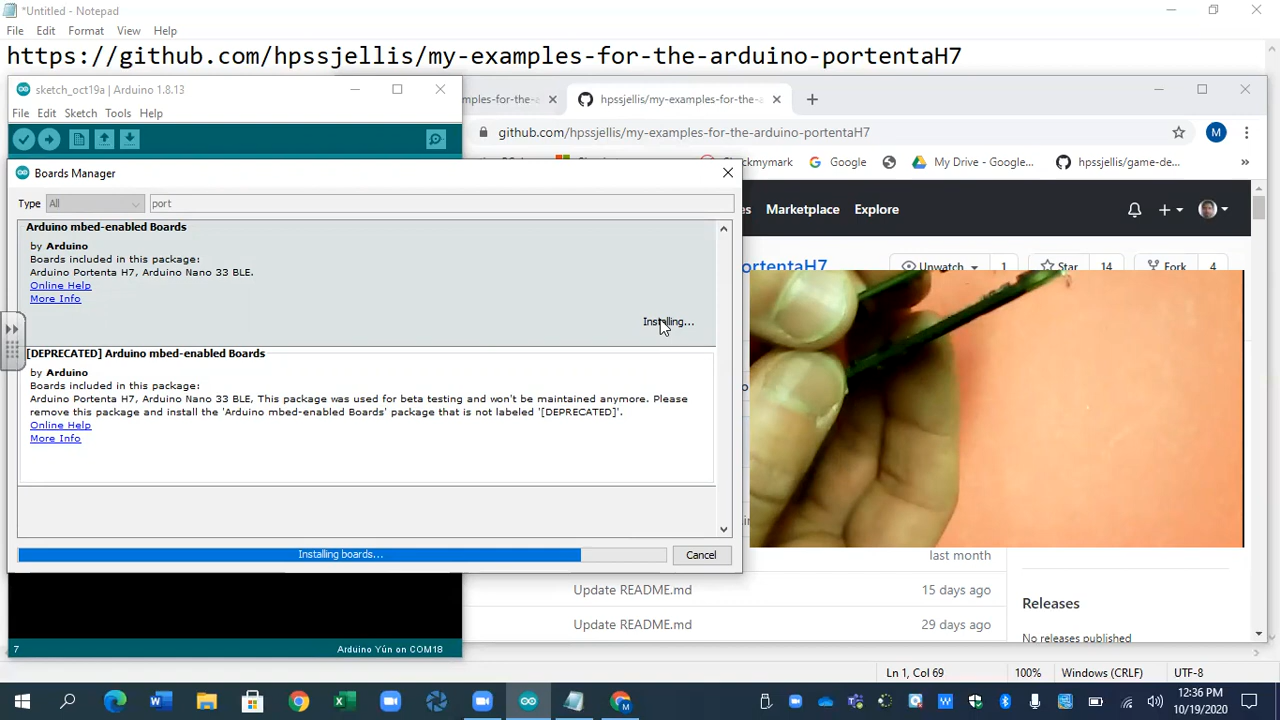 *Untitled - Notepad
File Edit Format View Help
https://github.com/hpssjellis/my-examples-for-the-arduino-portentaH7
sketch_oct19a | Arduino 1.8.13
File Edit Sketch Tools Help
mples-for-the-a
hpssjellis/my-examples-for-the-a
github.com/hpssjellis/my-examples-for-the-arduino-portentaH7
M
Google
My Drive - Google...
hpssjellis/game-de...
Boards Manager
Type All port
Marketplace Explore
ortentaH7
Unwatch 1
Star 14
Fork 4
Arduino mbed-enabled Boards
by Arduino
Boards included in this package:
Arduino Portenta H7, Arduino Nano 33 BLE.
Online Help
More Info
Installing...
[DEPRECATED] Arduino mbed-enabled Boards
by Arduino
Boards included in this package:
Arduino Portenta H7, Arduino Nano 33 BLE, This package was used for beta testing and won't be maintained anymore. Please
remove this package and install the 'Arduino mbed-enabled Boards' package that is not labeled '[DEPRECATED]'.
Online Help
More Info
Installing boards...
Cancel
last month
Update README.md 15 days ago
Update README.md 29 days ago
Releases
No releases published
7 Arduino Yún on COM18
Ln 1, Col 69 100% Windows (CRLF) UTF-8
12:36 PM
10/19/2020